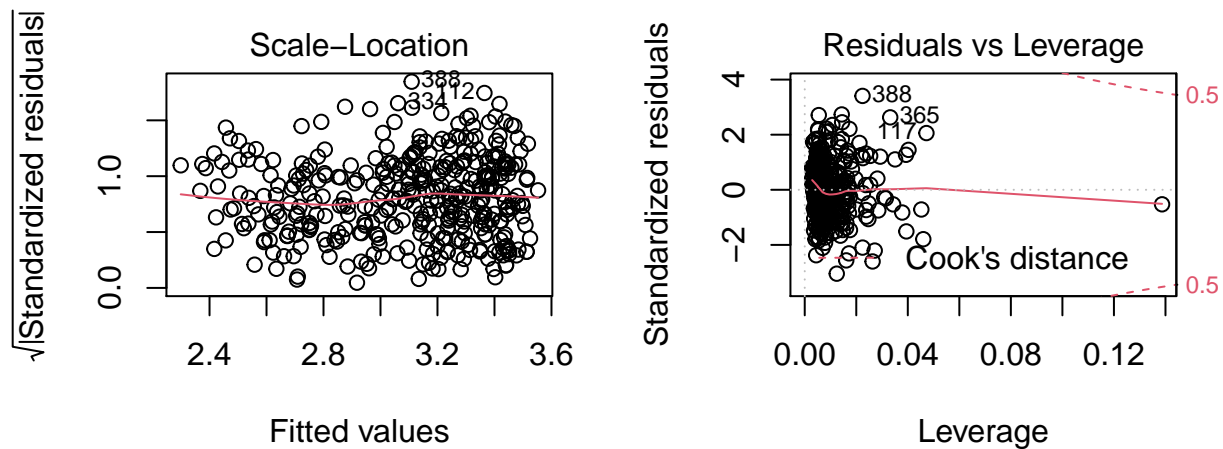 Scale−Location
√|Standardized residuals|
0.0 1.0
388
112
334
2.4 2.8 3.2 3.6
Fitted values
Residuals vs Leverage
Standardized residuals
−2 0 2 4
388
365
117
0.5
0.5
Cook's distance
0.00 0.04 0.08 0.12
Leverage